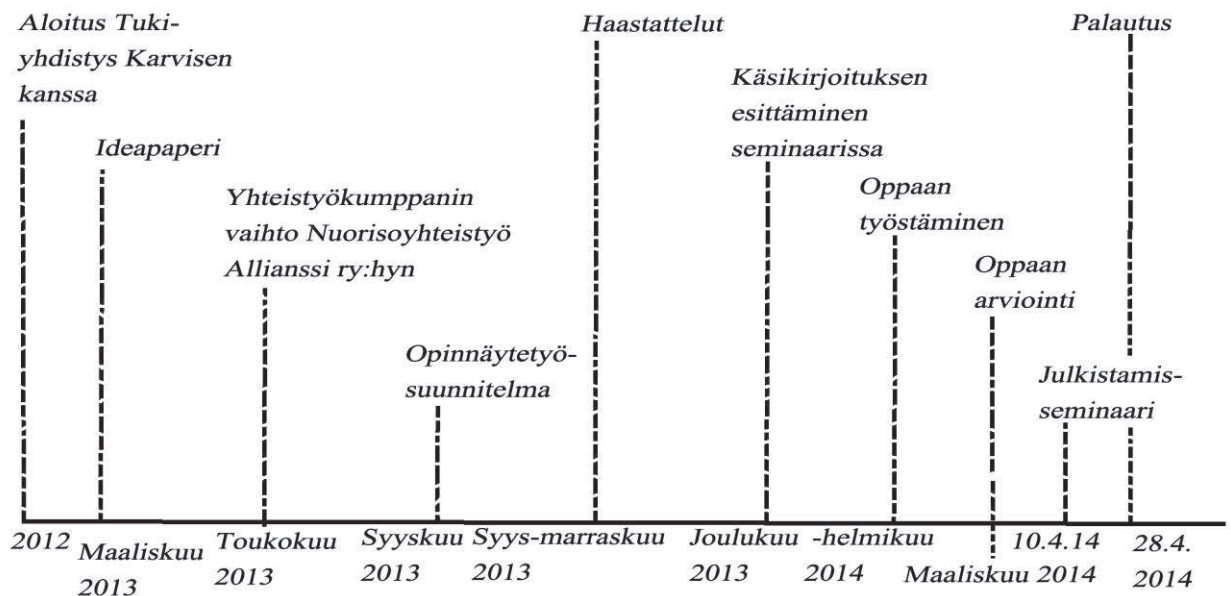 Aloitus Tuki-
yhdistys Karvisen
kanssa
Ideapaperi
Yhteistyökumppanin
vaihto Nuorisoyhteistyö
Allianssi ry:hyn
Opinnäytetyö-
suunnitelma
Haastattelut
Käsikirjoituksen
esittäminen
seminaarissa
Oppaan
työstäminen
Oppaan
arviointi
Julkistamis-
seminaari
Palautus
2012
Maaliskuu
2013
Toukokuu
2013
Syyskuu
2013
Syys-marraskuu
2013
Joulukuu
2013
-helmikuu
2014
Maaliskuu
2014
10.4.14
28.4.
2014